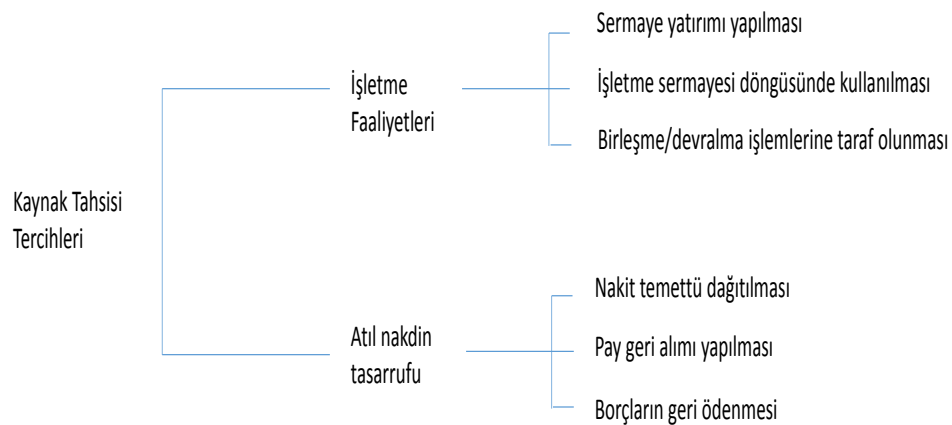 Kaynak Tahsisi
Tercihleri
İşletme
Faaliyetleri
Sermaye yatırımı yapılması
İşletme sermayesi döngüsünde kullanılması
Birleşme/devralma işlemlerine taraf olunması
Atıl nakdin
tasarrufu
Nakit temettü dağıtılması
Pay geri alımı yapılması
Borçların geri ödenmesi